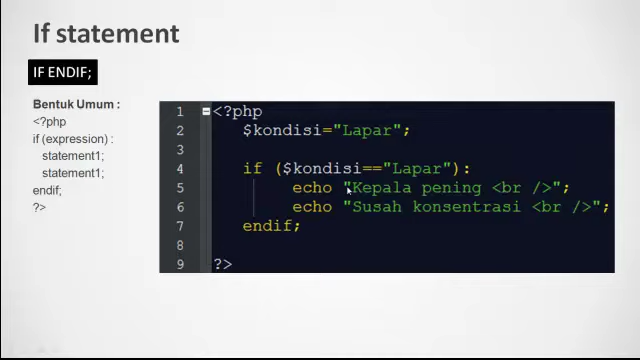 If statement
IF ENDIF;
Bentuk Umum :
<?php
if (expression) :
statement1;
statement1;
endif;
?>
1 <?php
2 $kondisi="Lapar";
3
4 if ($kondisi=="Lapar"):
5 echo "Kepala pening <br />";
6 echo "Susah konsentrasi <br />";
7 endif;
8
9 ?>